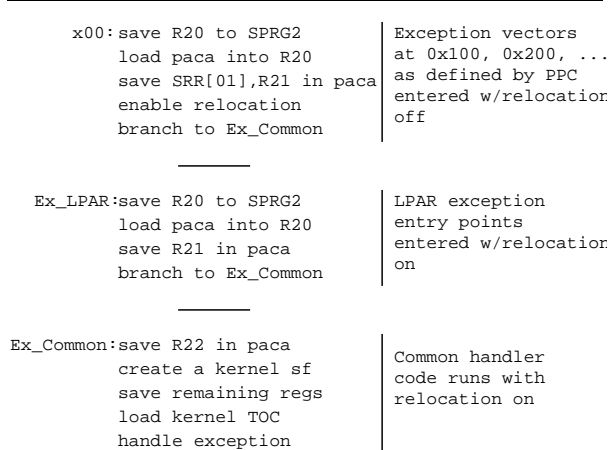 x00: save R20 to SPRG2
load paca into R20
save SRR[01],R21 in paca
enable relocation
branch to Ex_Common
Exception vectors
at 0x100, 0x200, ...
as defined by PPC
entered w/relocation
off
Ex_LPAR:save R20 to SPRG2
load paca into R20
save R21 in paca
branch to Ex_Common
LPAR exception
entry points
entered w/relocation
on
Ex_Common:save R22 in paca
create a kernel sf
save remaining regs
load kernel TOC
handle exception
Common handler
code runs with
relocation on